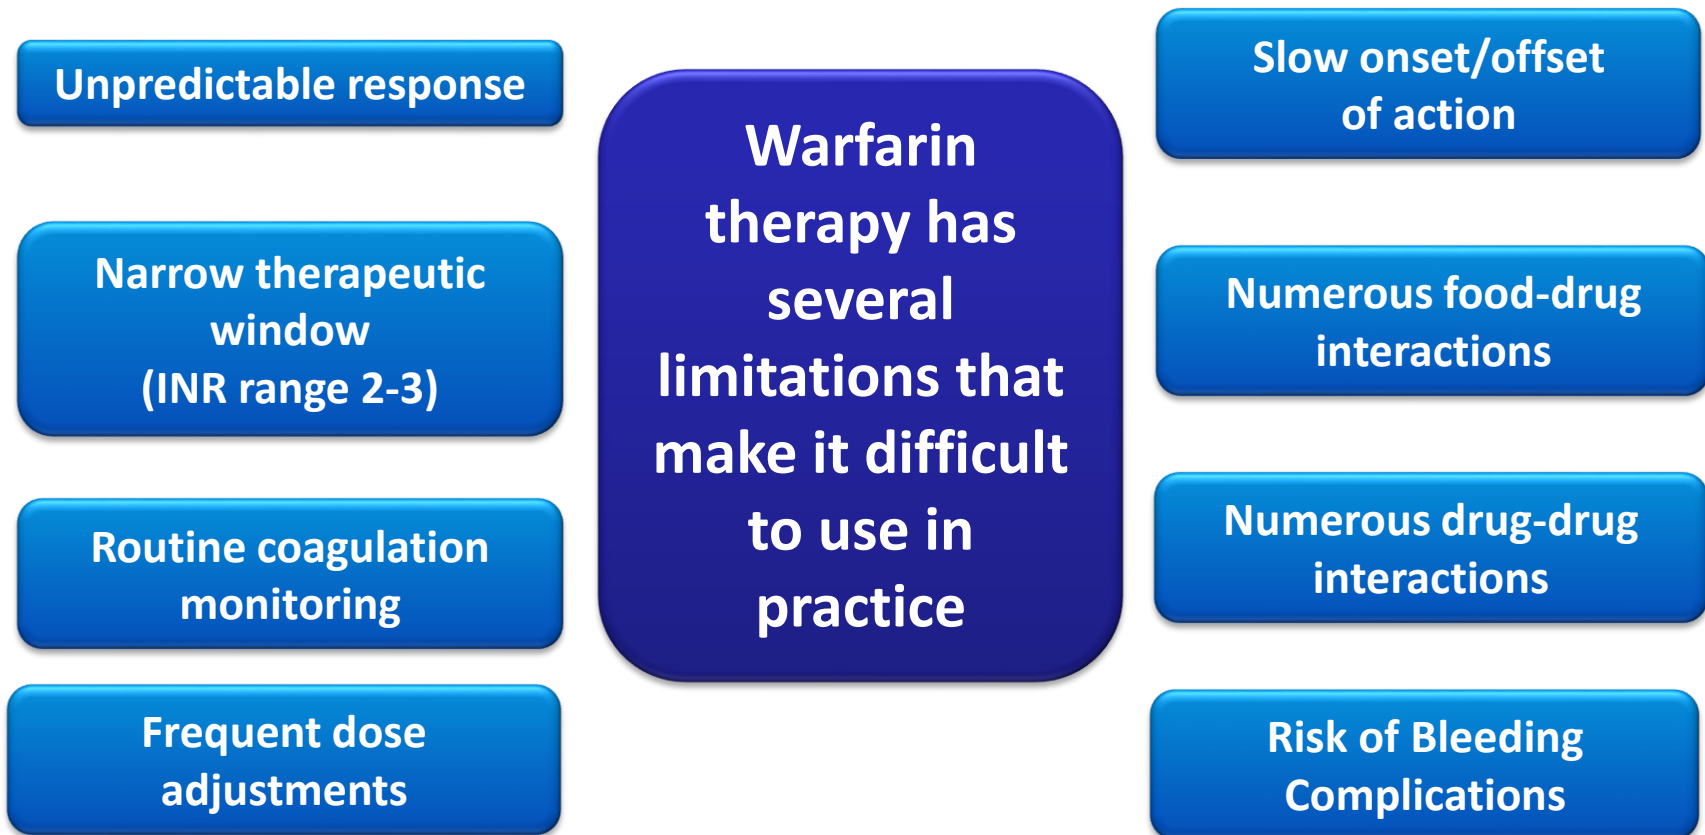 Unpredictable response
Narrow therapeutic
window
(INR range 2-3)
Routine coagulation
monitoring
Frequent dose
adjustments
Warfarin
therapy has
several
limitations that
make it difficult
to use in
practice
Slow onset/offset
of action
Numerous food-drug
interactions
Numerous drug-drug
interactions
Risk of Bleeding
Complications